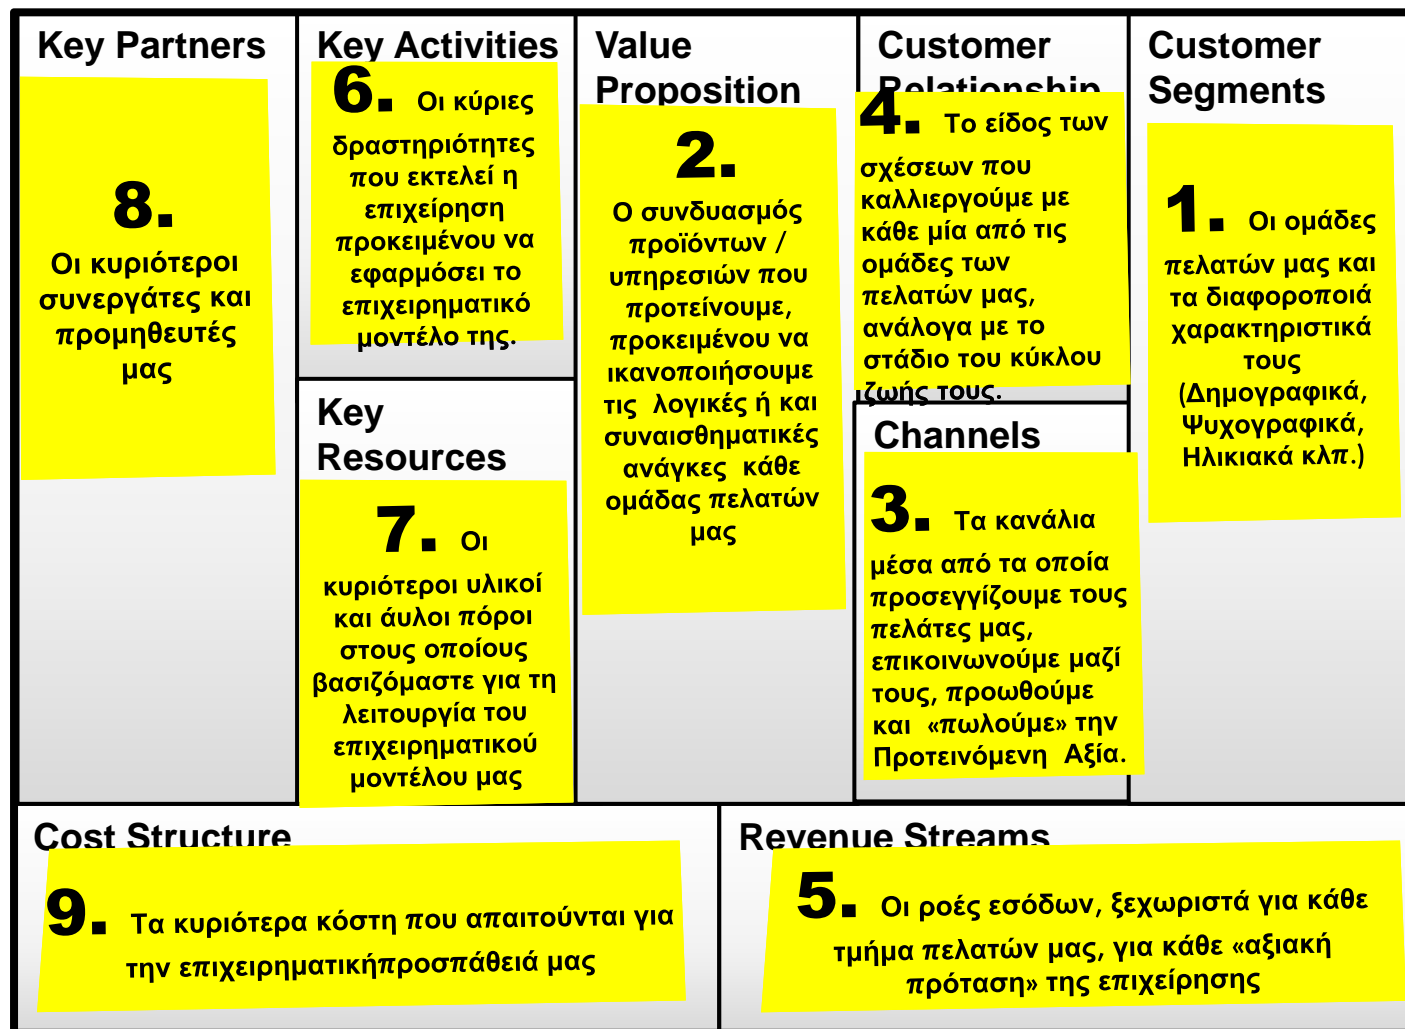 Key Partners
8.
Οι κυριότεροι
συνεργάτες και
προμηθευτές
μας
Key Activities
6. Οι κύριες
δραστηριότητες
που εκτελεί η
επιχείρηση
προκειμένου να
εφαρμόσει το
επιχειρηματικό
μοντέλο της.
Key
Resources
7. Οι
κυριότεροι υλικοί
και άυλοι πόροι
στους οποίους
βασιζόμαστε για τη
λειτουργία του
επιχειρηματικού
μοντέλου μας
Value
Proposition
2.
Ο συνδυασμός
προϊόντων /
υπηρεσιών που
προτείνουμε,
προκειμένου να
ικανοποιήσουμε
τις λογικές ή και
συναισθηματικές
ανάγκες κάθε
ομάδας πελατών
μας
Customer
Relationship
4. Το είδος των
σχέσεων που
καλλιεργούμε με
κάθε μία από τις
ομάδες των
πελατών μας,
ανάλογα με το
στάδιο του κύκλου
ζωής τους.
Channels
3. Τα κανάλια
μέσα από τα οποία
προσεγγίζουμε τους
πελάτες μας,
επικοινωνούμε μαζί
τους, προωθούμε
και «πωλούμε» την
Προτεινόμενη Αξία.
Customer
Segments
1. Οι ομάδες
πελατών μας και
τα διαφοροποιά
χαρακτηριστικά
τους
(Δημογραφικά,
Ψυχογραφικά,
Ηλικιακά κλπ.)
Cost Structure
9. Τα κυριότερα κόστη που απαιτούνται για
την επιχειρηματικήπροσπάθειά μας
Revenue Streams
5. Οι ροές εσόδων, ξεχωριστά για κάθε
τμήμα πελατών μας, για κάθε «αξιακή
πρόταση» της επιχείρησης